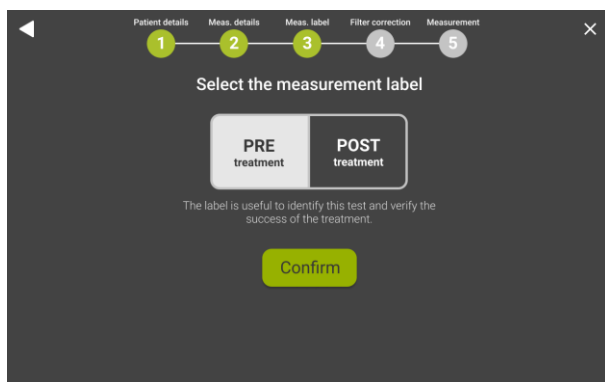 Patient details Meas. details Meas. label Filter correction Measurement
1 2 3 4 5
Select the measurement label
PRE POST
treatment treatment
The label is useful to identify this test and verify the
success of the treatment.
Confirm